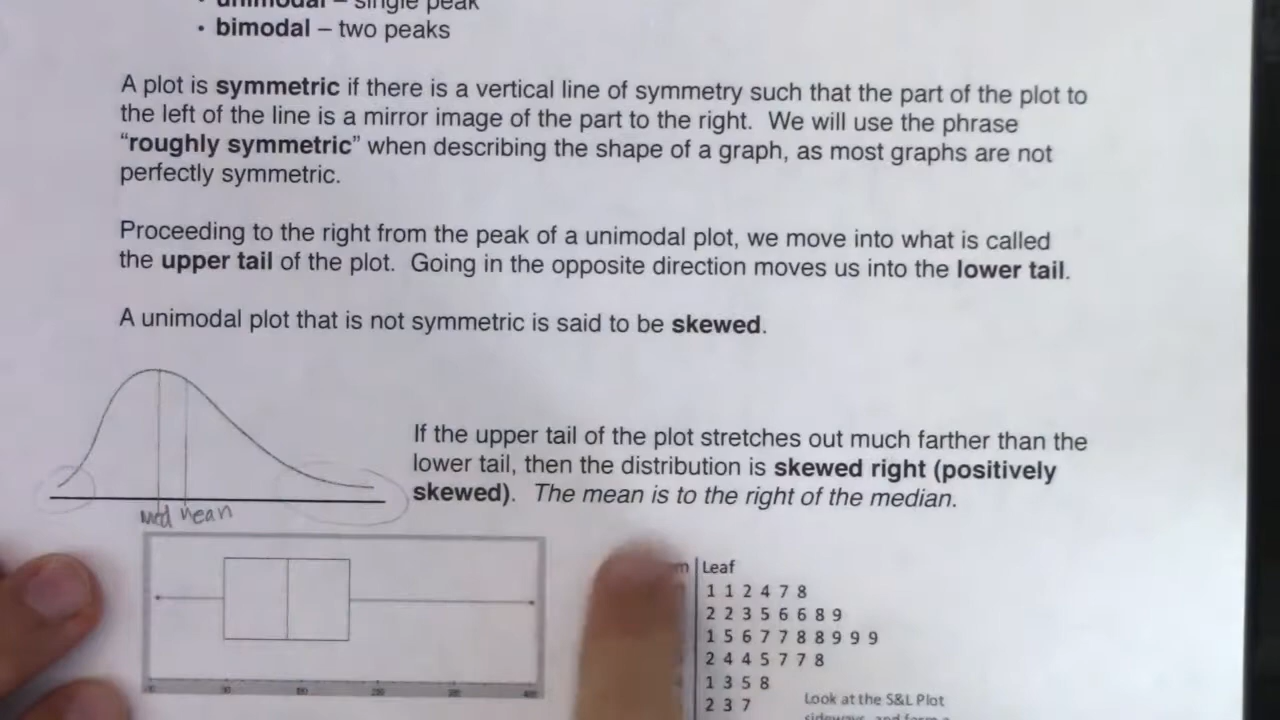 • unimodal – single peak
• bimodal – two peaks
A plot is symmetric if there is a vertical line of symmetry such that the part of the plot to
the left of the line is a mirror image of the part to the right. We will use the phrase
“roughly symmetric” when describing the shape of a graph, as most graphs are not
perfectly symmetric.
Proceeding to the right from the peak of a unimodal plot, we move into what is called
the upper tail of the plot. Going in the opposite direction moves us into the lower tail.
A unimodal plot that is not symmetric is said to be skewed.
If the upper tail of the plot stretches out much farther than the
lower tail, then the distribution is skewed right (positively
skewed). The mean is to the right of the median.
med mean
Leaf
1 1 2 4 7 8
2 2 3 5 6 6 8 9
1 5 6 7 7 8 8 9 9 9
2 4 4 5 7 7 8
1 3 5 8
2 3 7
Look at the S&L Plot
sideways, and form a